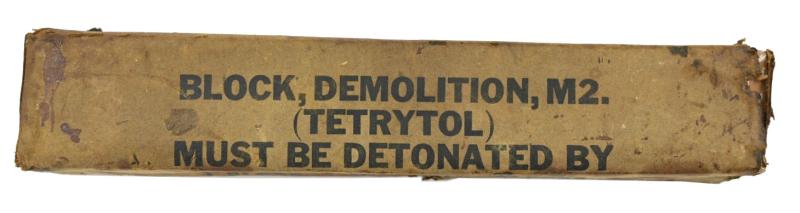 BLOCK, DEMOLITION, M2.
(TETRYTOL)
MUST BE DETONATED BY